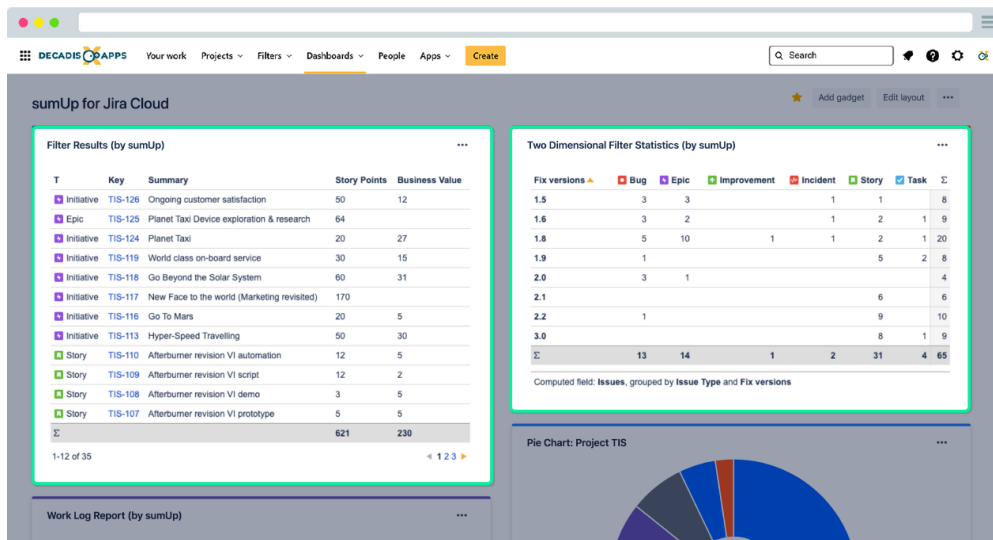 DECADIS APPS Your work Projects Filters Dashboards People Apps Create Search
sumUp for Jira Cloud Add gadget Edit layout
Filter Results (by sumUp)
T Key Summary Story Points Business Value
Initiative TIS-126 Ongoing customer satisfaction 50 12
Epic TIS-125 Planet Taxi Device exploration & research 64
Initiative TIS-124 Planet Taxi 20 27
Initiative TIS-119 World class on-board service 30 15
Initiative TIS-118 Go Beyond the Solar System 60 31
Initiative TIS-117 New Face to the world (Marketing revisited) 170
Initiative TIS-116 Go To Mars 20 5
Initiative TIS-113 Hyper-Speed Travelling 50 30
Story TIS-110 Afterburner revision VI automation 12 5
Story TIS-109 Afterburner revision VI script 12 2
Story TIS-108 Afterburner revision VI demo 3 5
Story TIS-107 Afterburner revision VI prototype 5 5
Σ 621 230
1-12 of 35 1 2 3
Two Dimensional Filter Statistics (by sumUp)
Fix versions Bug Epic Improvement Incident Story Task Σ
1.5 3 3 1 1 8
1.6 3 2 1 2 1 9
1.8 5 10 1 1 2 1 20
1.9 1 5 2 8
2.0 3 1 4
2.1 6 6
2.2 1 9 10
3.0 8 1 9
Σ 13 14 1 2 31 4 65
Computed field: Issues, grouped by Issue Type and Fix versions
Pie Chart: Project TIS
Work Log Report (by sumUp)